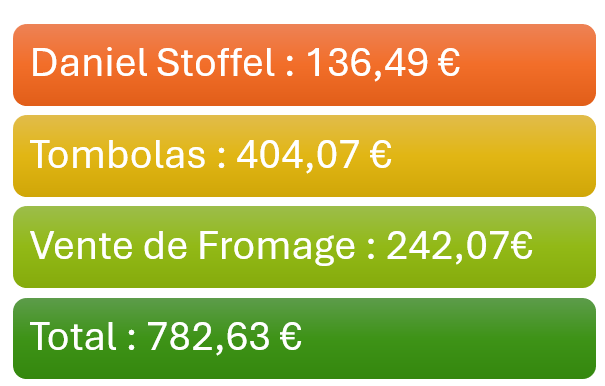 Daniel Stoffel : 136,49 €
Tombolas : 404,07 €
Vente de Fromage : 242,07€
Total : 782,63 €